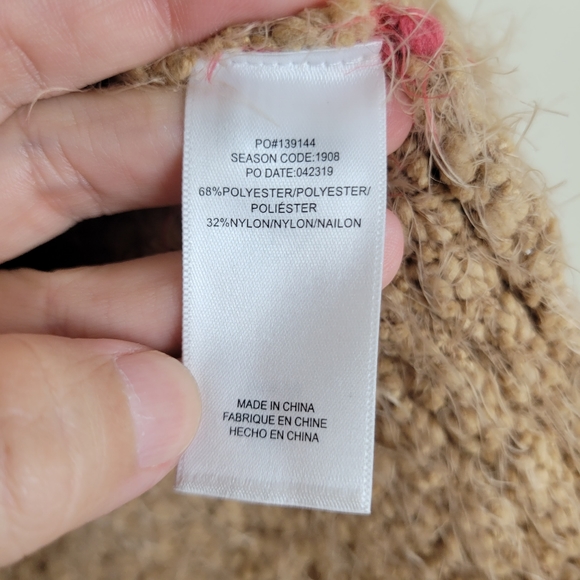 PO#139144
SEASON CODE:1908
PO DATE:042319
68%POLYESTER/POLYESTER/
POLIÉSTER
32%NYLON/NYLON/NAILON
MADE IN CHINA
FABRIQUE EN CHINE
HECHO EN CHINA